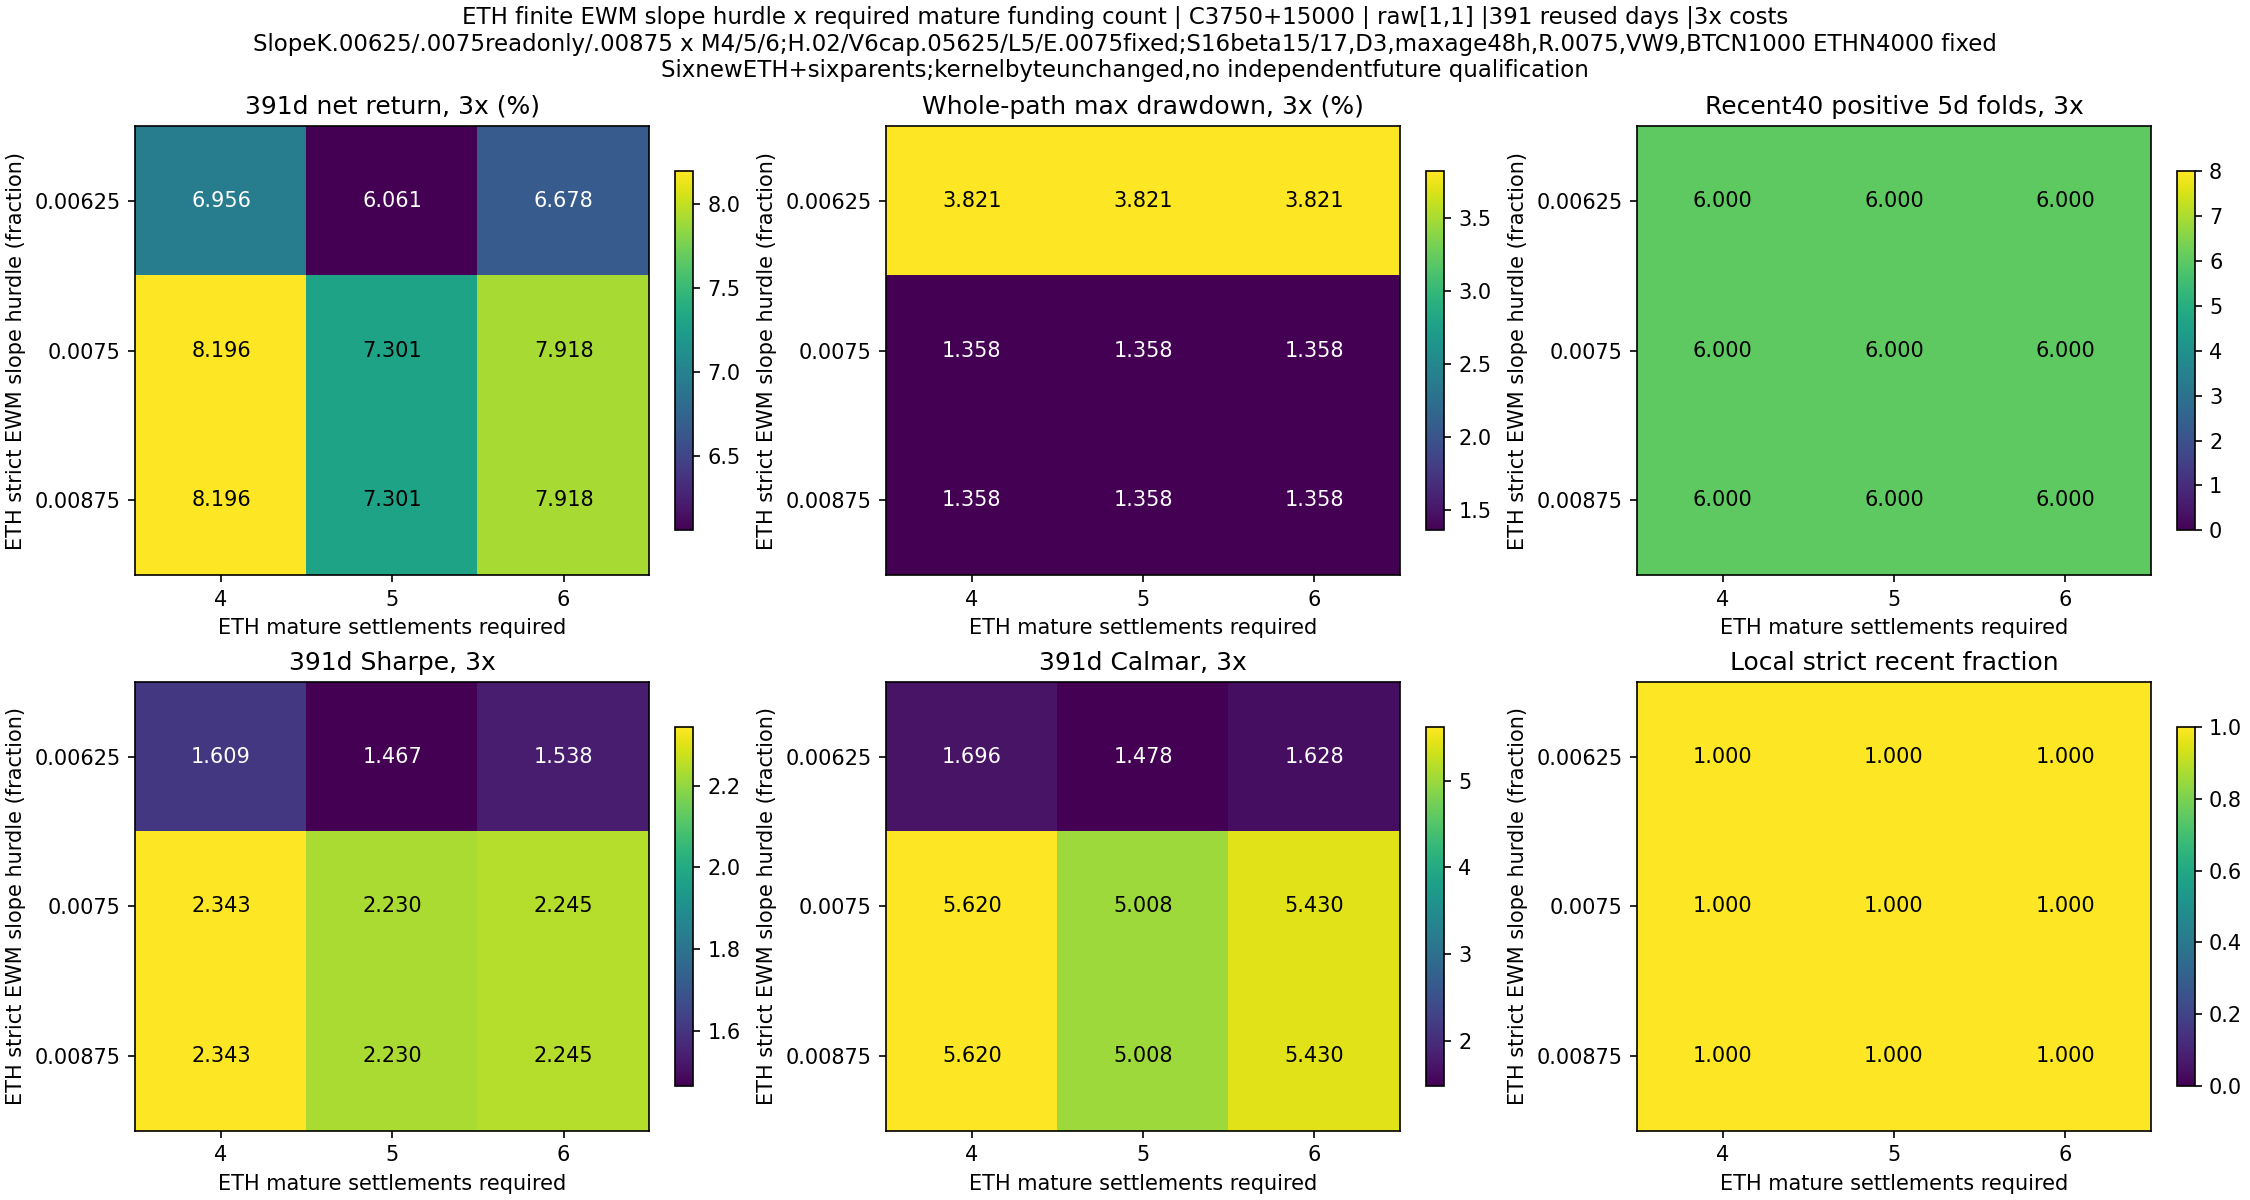 ETH finite EWM slope hurdle x required mature funding count | C3750+15000 | raw[1,1] |391 reused days |3x costs
SlopeK.00625/.0075readonly/.00875 x M4/5/6;H.02/V6cap.05625/L5/E.0075fixed;S16beta15/17,D3,maxage48h,R.0075,VW9,BTCN1000 ETHN4000 fixed
SixnewETH+sixparents;kernelbyteunchanged,no independentfuture qualification
391d net return, 3x (%)
ETH strict EWM slope hurdle (fraction)
0.00625
0.0075
0.00875
6.956 6.061 6.678
8.196 7.301 7.918
8.196 7.301 7.918
4 5 6
ETH mature settlements required
8.0
7.5
7.0
6.5
Whole-path max drawdown, 3x (%)
ETH strict EWM slope hurdle (fraction)
0.00625
0.0075
0.00875
3.821 3.821 3.821
1.358 1.358 1.358
1.358 1.358 1.358
4 5 6
ETH mature settlements required
3.5
3.0
2.5
2.0
1.5
Recent40 positive 5d folds, 3x
ETH strict EWM slope hurdle (fraction)
0.00625
0.0075
0.00875
6.000 6.000 6.000
6.000 6.000 6.000
6.000 6.000 6.000
4 5 6
ETH mature settlements required
8
7
6
5
4
3
2
1
0
391d Sharpe, 3x
ETH strict EWM slope hurdle (fraction)
0.00625
0.0075
0.00875
1.609 1.467 1.538
2.343 2.230 2.245
2.343 2.230 2.245
4 5 6
ETH mature settlements required
2.2
2.0
1.8
1.6
391d Calmar, 3x
ETH strict EWM slope hurdle (fraction)
0.00625
0.0075
0.00875
1.696 1.478 1.628
5.620 5.008 5.430
5.620 5.008 5.430
4 5 6
ETH mature settlements required
5
4
3
2
Local strict recent fraction
ETH strict EWM slope hurdle (fraction)
0.00625
0.0075
0.00875
1.000 1.000 1.000
1.000 1.000 1.000
1.000 1.000 1.000
4 5 6
ETH mature settlements required
1.0
0.8
0.6
0.4
0.2
0.0